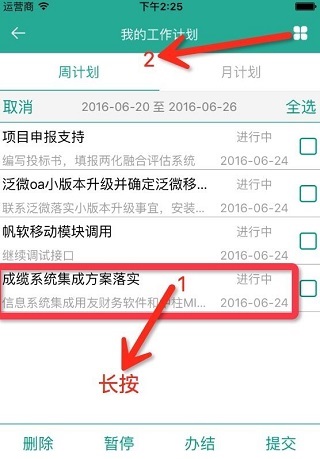 运营商
下午2:25
我的工作计划
2
周计划
月计划
取消
2016-06-20 至 2016-06-26
全选
项目申报支持
进行中
编写投标书，填报两化融合评估系统
2016-06-24
泛微oa小版本升级并确定泛微移...
进行中
联系泛微落实小版本升级事宜，安装...
2016-06-24
帆软移动模块调用
进行中
继续调试接口
2016-06-24
成缆系统集成方案落实
进行中
1
信息系统集成用友财务软件和 柱MI...
2016-06-24
长按
删除
暂停
办结
提交